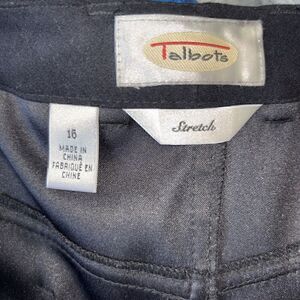 Talbots
Stretch
16
MADE IN
CHINA
FABRIQUÉ EN
CHINE